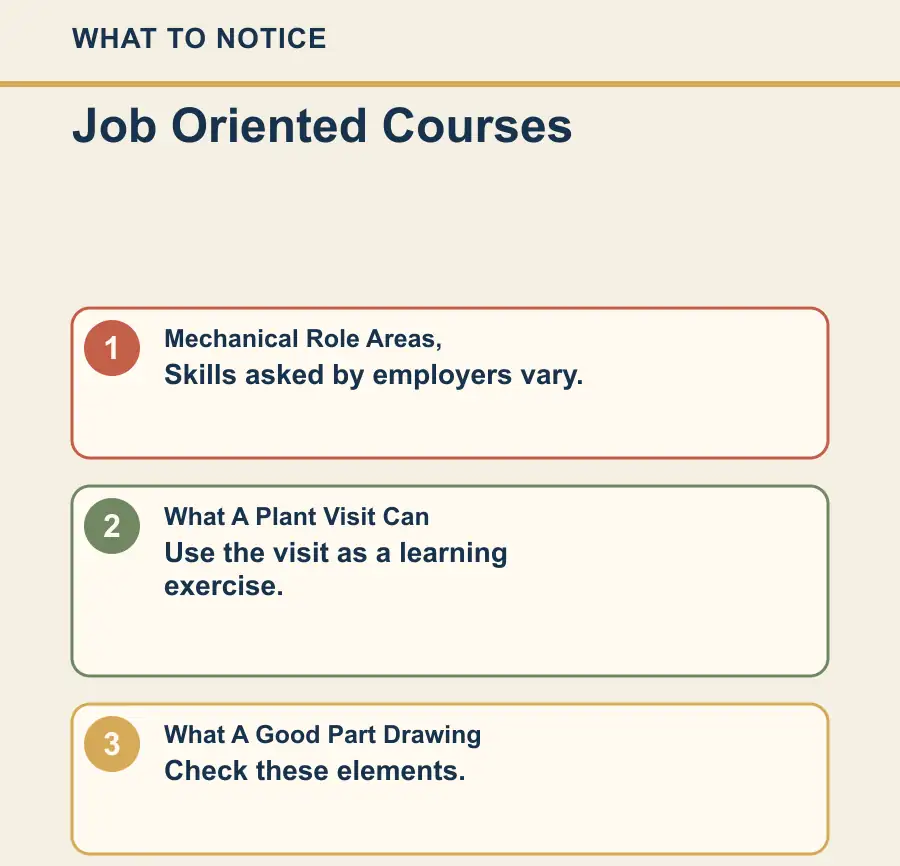 WHAT TO NOTICE
Job Oriented Courses
1
Mechanical Role Areas,
Skills asked by employers vary.
2
What A Plant Visit Can
Use the visit as a learning
exercise.
3
What A Good Part Drawing
Check these elements.